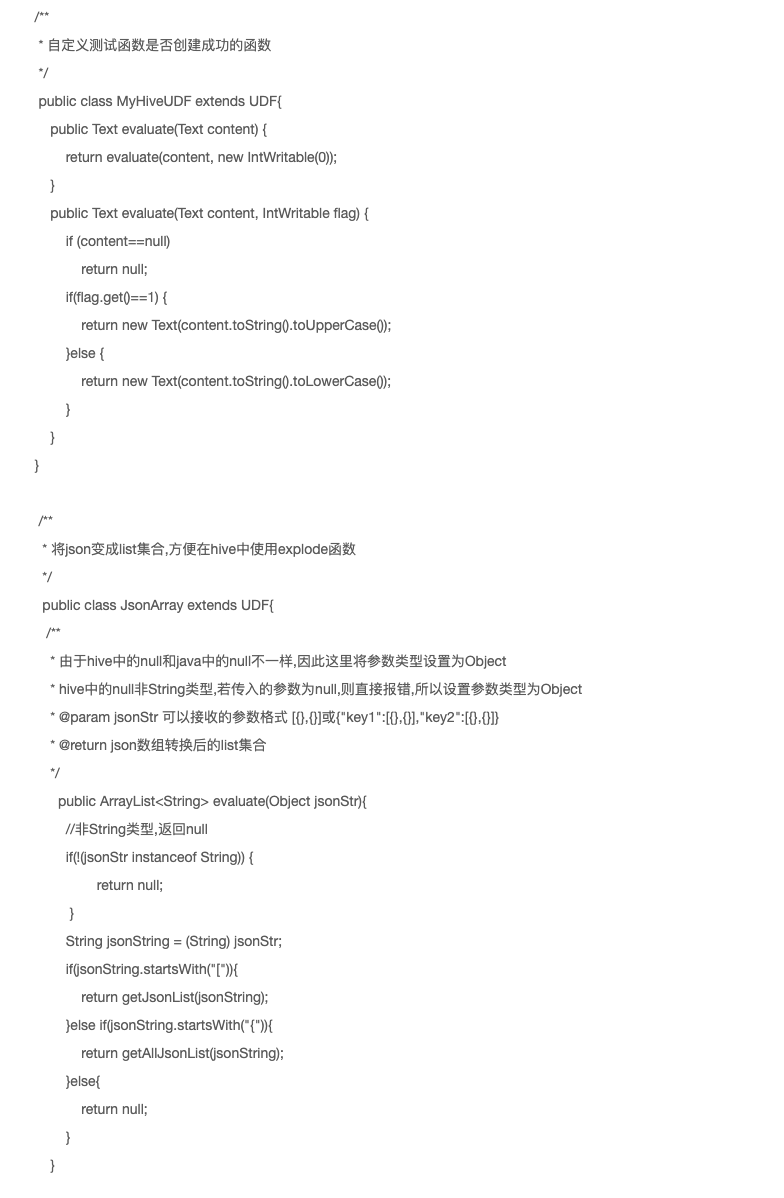 /**
* 自定义测试函数是否创建成功的函数
*/
public class MyHiveUDF extends UDF{
public Text evaluate(Text content) {
return evaluate(content, new IntWritable(0));
}
public Text evaluate(Text content, IntWritable flag) {
if (content==null)
return null;
if(flag.get()==1) {
return new Text(content.toString().toUpperCase());
}else {
return new Text(content.toString().toLowerCase());
}
}
}
/**
* 将json变成list集合,方便在hive中使用explode函数
*/
public class JsonArray extends UDF{
/**
* 由于hive中的null和java中的null不一样,因此这里将参数类型设置为Object
* hive中的null非String类型,若传入的参数为null,则直接报错,所以设置参数类型为Object
* @param jsonStr 可以接收的参数格式 [{},{}]或{"key1":[{},{}],"key2":[{},{}]}
* @return json数组转换后的list集合
*/
public ArrayList<String> evaluate(Object jsonStr){
//非String类型,返回null
if(!(jsonStr instanceof String)) {
return null;
}
String jsonString = (String) jsonStr;
if(jsonString.startsWith("[")){
return getJsonList(jsonString);
}else if(jsonString.startsWith("{")){
return getAllJsonList(jsonString);
}else{
return null;
}
}